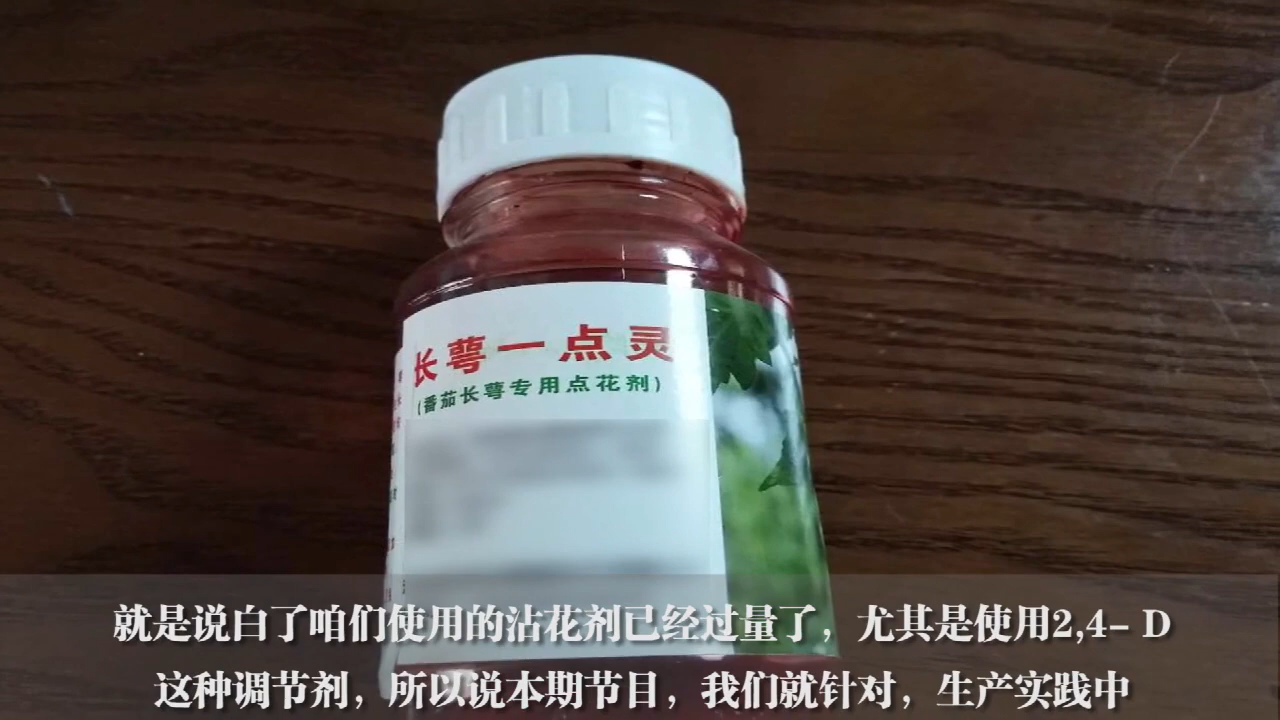 长萼一点灵
(番茄长萼专用点花剂)
就是说白了咱们使用的沾花剂已经过量了，尤其是使用2,4- D
这种调节剂，所以说本期节目，我们就针对，生产实践中